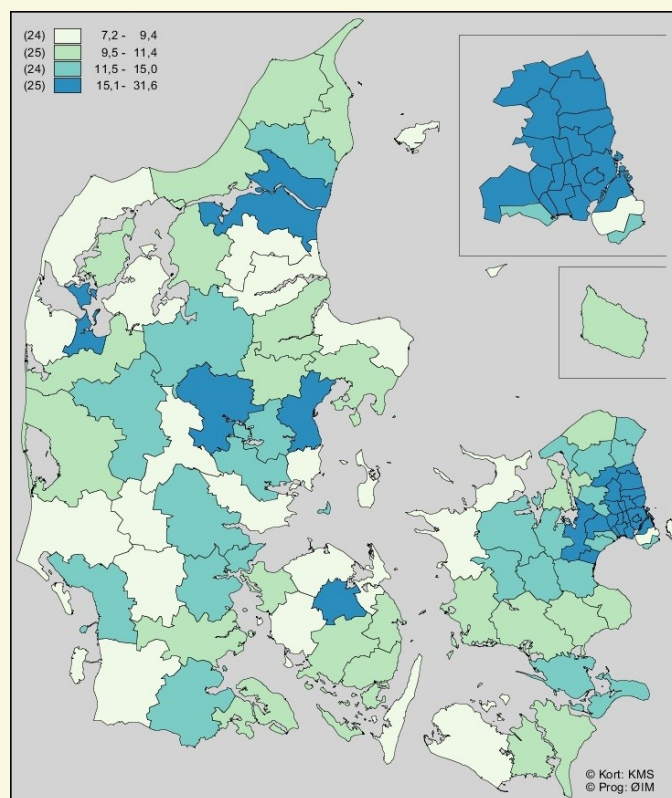 (24) 7,2 - 9,4
(25) 9,5 - 11,4
(24) 11,5 - 15,0
(25) 15,1 - 31,6
© Kort: KMS
© Prog: ØIM